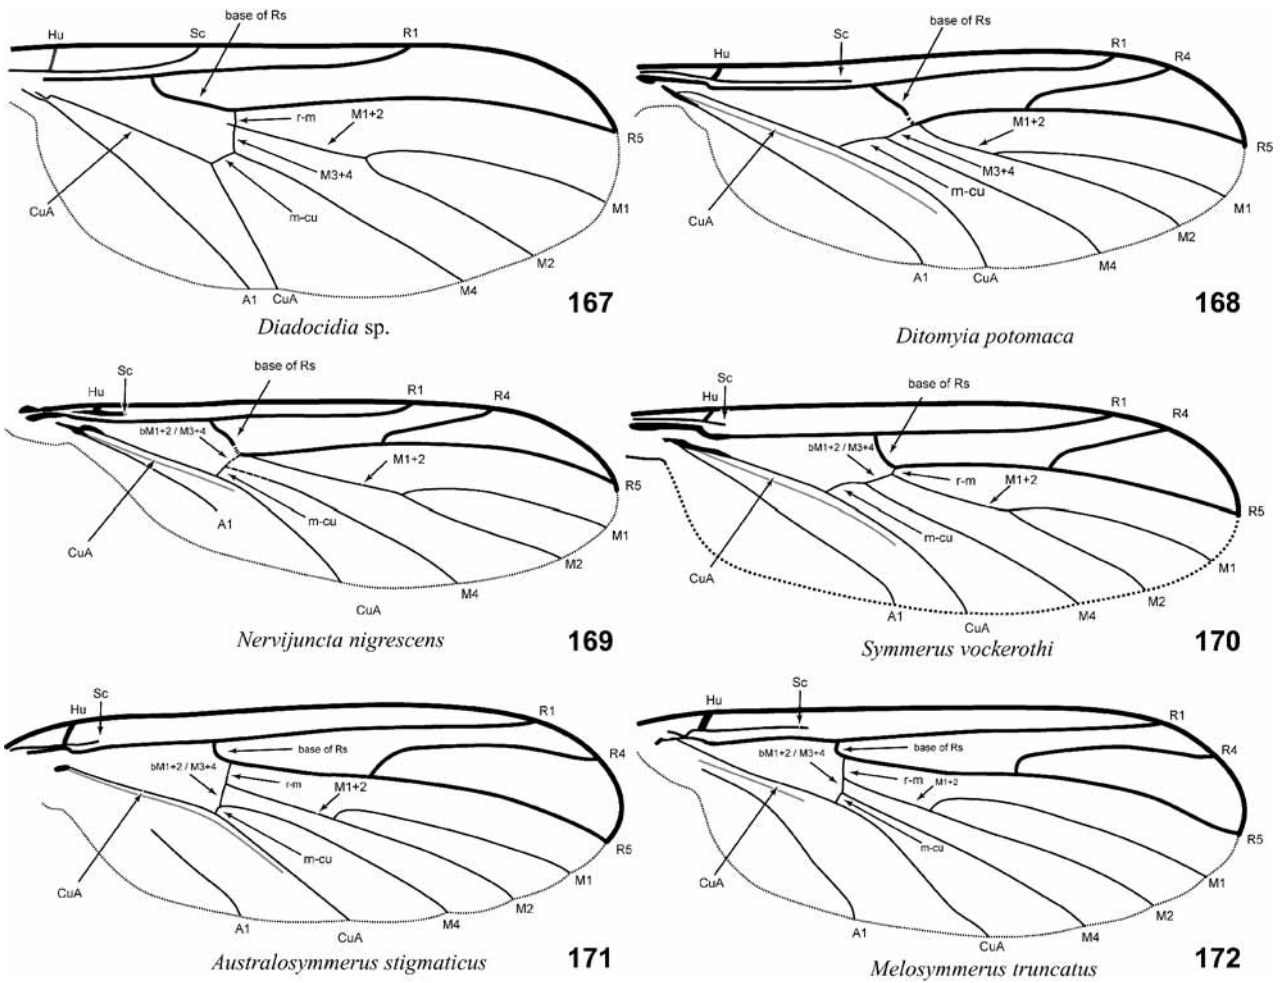 base of Rs
Hu
Sc
R1
r-m
M1+2
R5
M3+4
m-cu
CuA
M1
M2
M4
A1
CuA
167
Diadocidia sp.
base of Rs
Sc
Hu
R1
R4
M1+2
R5
M3+4
m-cu
CuA
M1
M2
M4
A1
CuA
168
Ditomyia potomaca
base of Rs
Sc
Hu
R1
R4
bM1+2 / M3+4
M1+2
R5
A1
m-cu
M1
CuA
M2
M4
CuA
169
Nervijuncta nigrescens
base of Rs
Sc
Hu
R1
R4
bM1+2 / M3+4
r-m
M1+2
R5
m-cu
CuA
M1
M2
M4
A1
CuA
170
Symmerus vockerothi
Sc
Hu
R1
base of Rs
R4
bM1+2 / M3+4
r-m
M1+2
R5
m-cu
CuA
M1
M2
M4
A1
CuA
171
Australosymmerus stigmaticus
Sc
Hu
R1
bM1+2 / M3+4
base of Rs
R4
r-m
M1+2
R5
m-cu
CuA
M1
M2
M4
A1
CuA
172
Melosymmerus truncatus